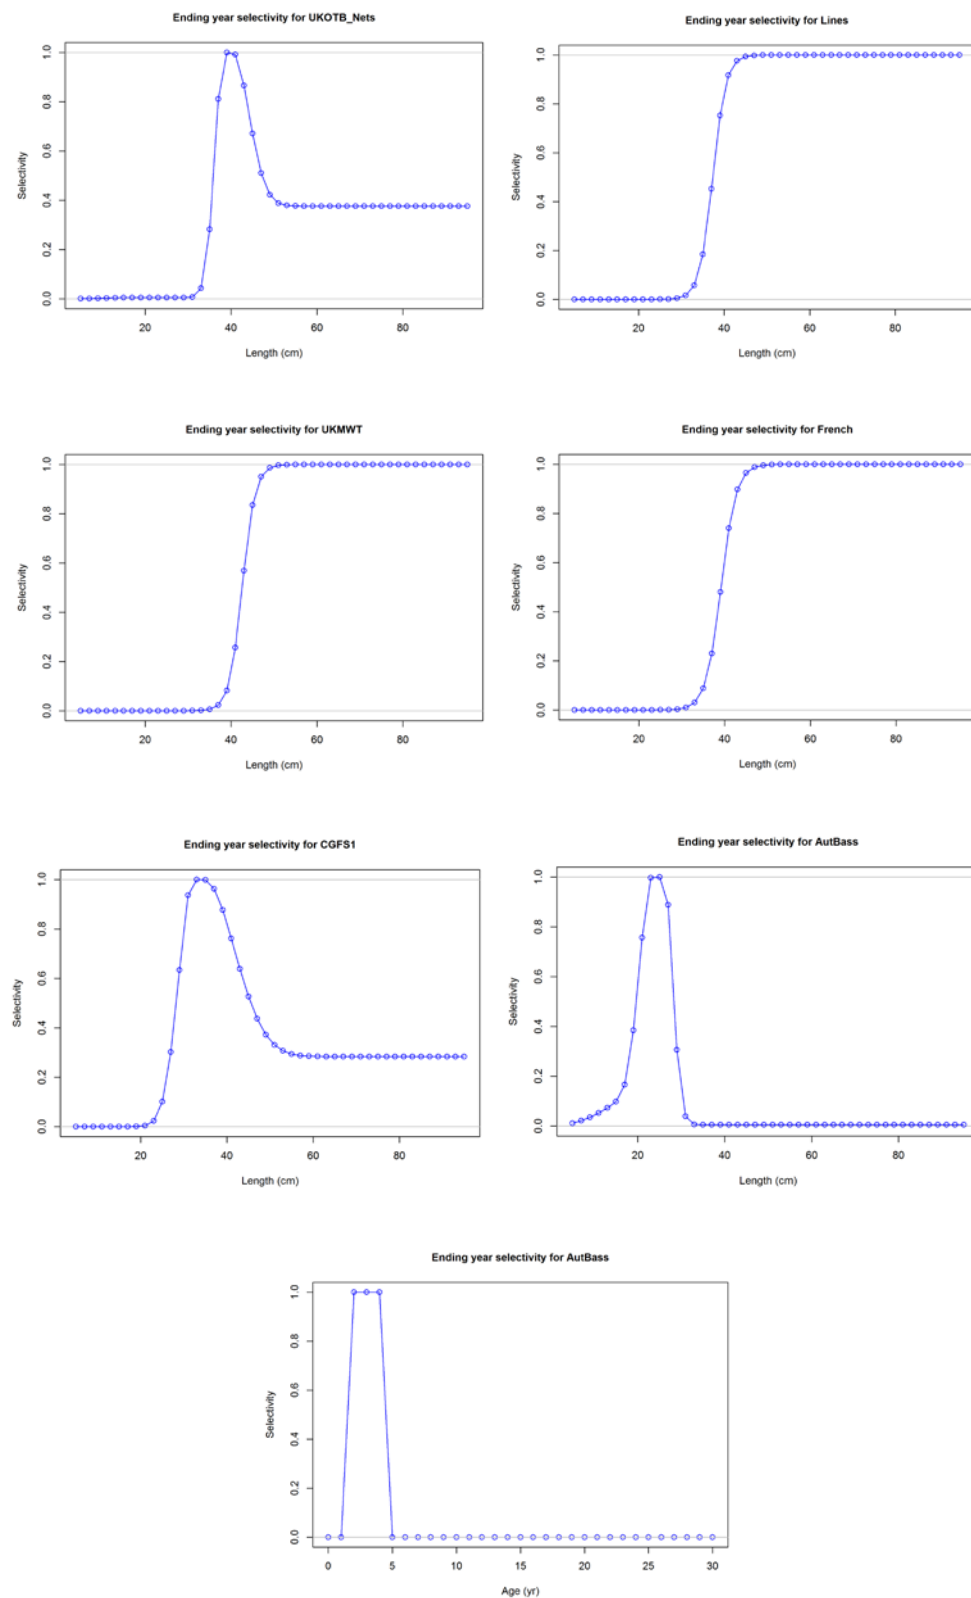 Ending year selectivity for UKOTB_Nets
Selectivity
0.0 0.2 0.4 0.6 0.8 1.0
20 40 60 80
Length (cm)
Ending year selectivity for Lines
Selectivity
0.0 0.2 0.4 0.6 0.8 1.0
20 40 60 80
Length (cm)
Ending year selectivity for UKMWT
Selectivity
0.0 0.2 0.4 0.6 0.8 1.0
20 40 60 80
Length (cm)
Ending year selectivity for French
Selectivity
0.0 0.2 0.4 0.6 0.8 1.0
20 40 60 80
Length (cm)
Ending year selectivity for CGFS1
Selectivity
0.0 0.2 0.4 0.6 0.8 1.0
20 40 60 80
Length (cm)
Ending year selectivity for AutBass
Selectivity
0.0 0.2 0.4 0.6 0.8 1.0
20 40 60 80
Length (cm)
Ending year selectivity for AutBass
Selectivity
0.0 0.2 0.4 0.6 0.8 1.0
0 5 10 15 20 25 30
Age (yr)